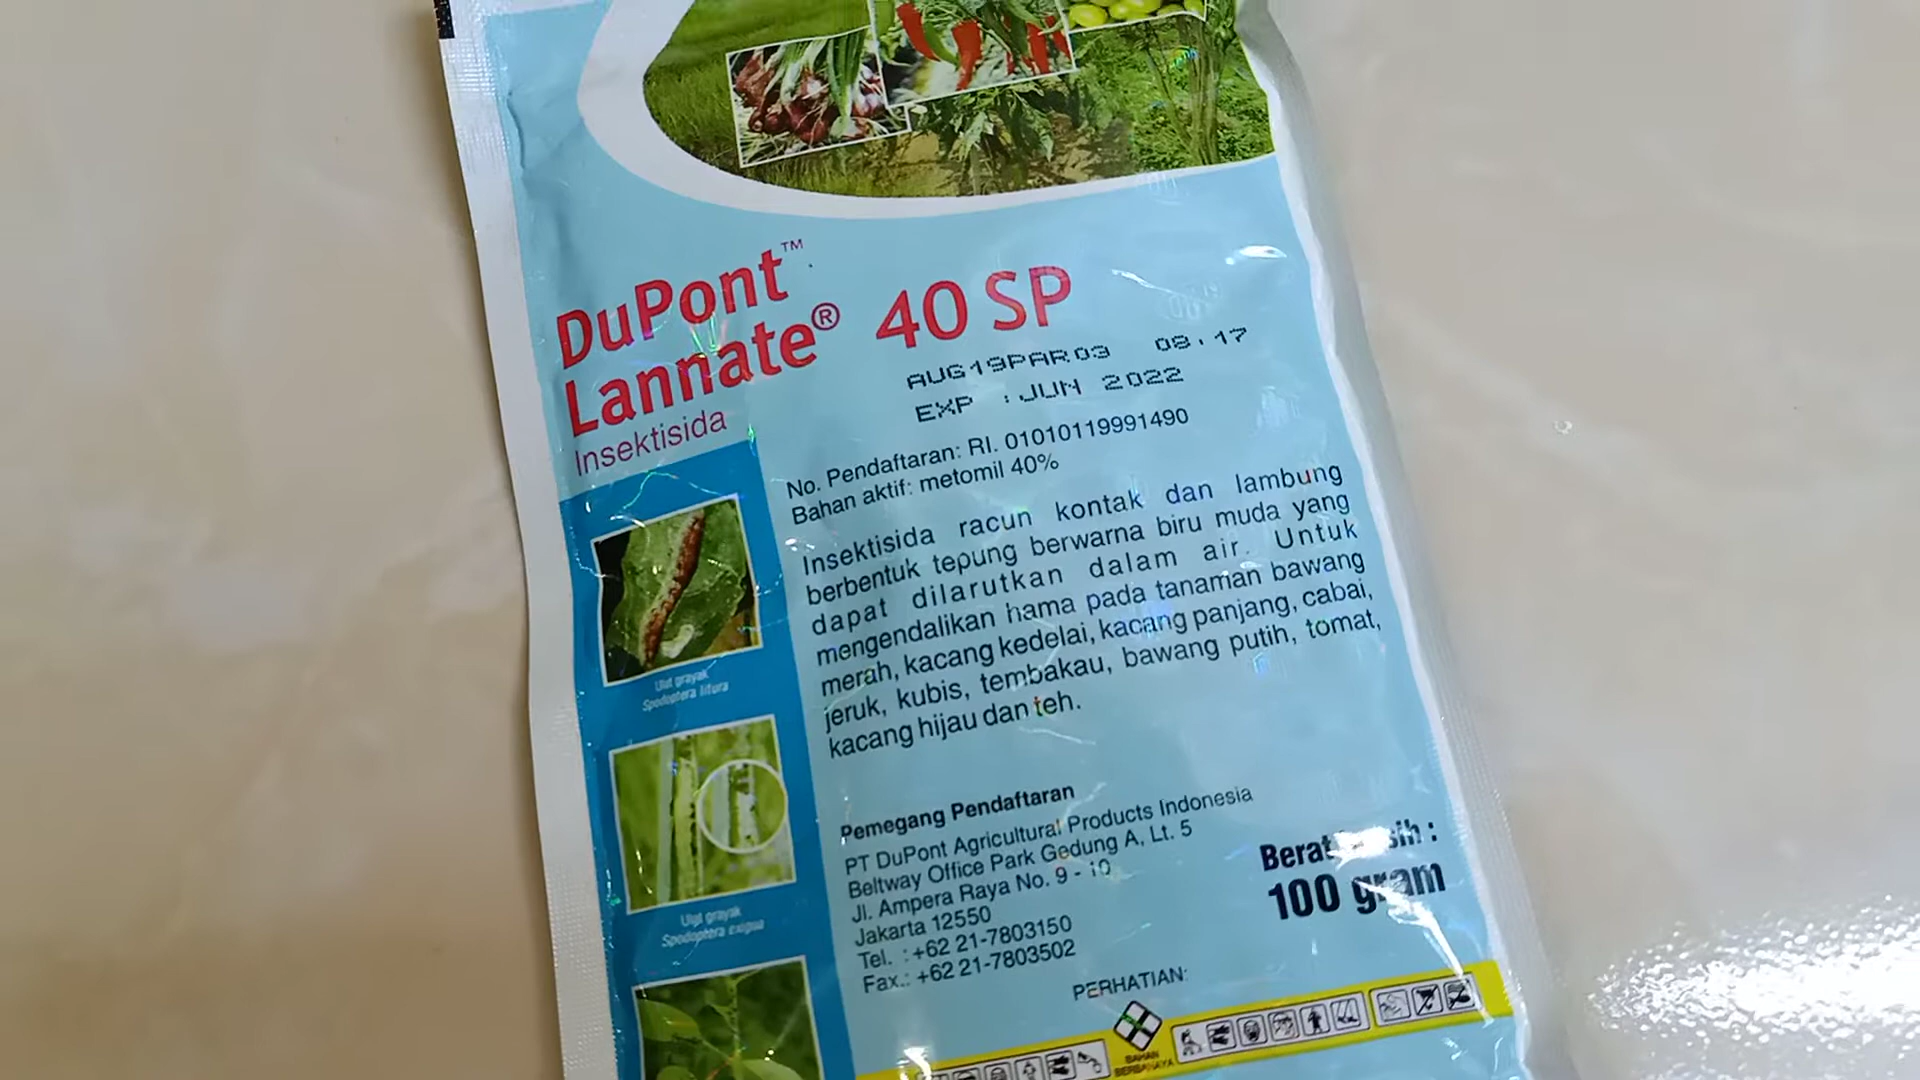 DuPont™
Lannate® 40 SP
Insektisida
AUG19PAR03 08.17
EXP :JUN 2022
No. Pendaftaran: RI. 01010119991490
Bahan aktif: metomil 40%
Insektisida racun kontak dan lambung
berbentuk tepung berwarna biru muda yang
dapat dilarutkan dalam air. Untuk
mengendalikan hama pada tanaman bawang
merah, kacang kedelai, kacang panjang, cabai,
jeruk, kubis, tembakau, bawang putih, tomat,
kacang hijau dan teh.
Ulat grayak
Spodoptera litura
Ulat grayak
Spodoptera exigua
Pemegang Pendaftaran
PT DuPont Agricultural Products Indonesia
Beltway Office Park Gedung A, Lt. 5
Jl. Ampera Raya No. 9 - 10
Jakarta 12550
Tel. : +62 21-7803150
Fax.: +62 21-7803502
Berat :
100 gram
PERHATIAN:
BAHAN
BERBAHAYA